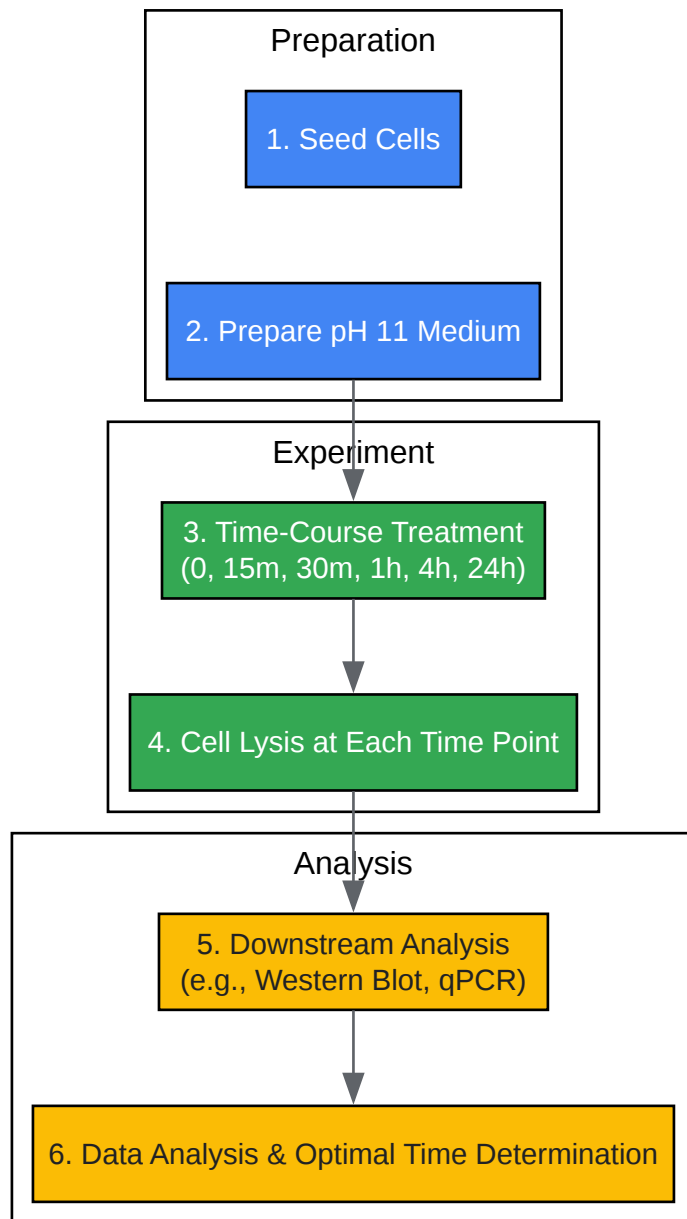 Preparation
1. Seed Cells
2. Prepare pH 11 Medium
Experiment
3. Time-Course Treatment
(0, 15m, 30m, 1h, 4h, 24h)
4. Cell Lysis at Each Time Point
Analysis
5. Downstream Analysis
(e.g., Western Blot, qPCR)
6. Data Analysis & Optimal Time Determination